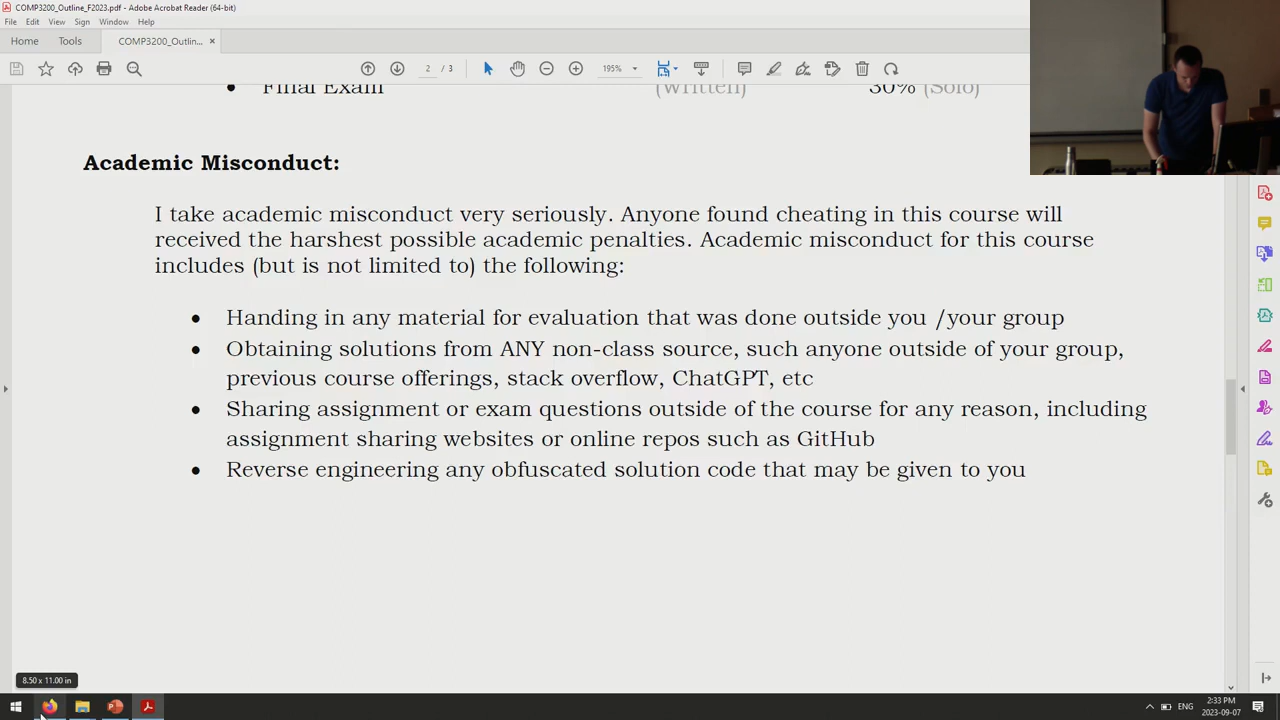 COMP3200_Outline_F2023.pdf - Adobe Acrobat Reader (64-bit)
File Edit View Sign Window Help
Home Tools COMP3200_Outlin... ×
2 / 3 195%
Final Exam (Written) 30% (Solo)
Academic Misconduct:
I take academic misconduct very seriously. Anyone found cheating in this course will
received the harshest possible academic penalties. Academic misconduct for this course
includes (but is not limited to) the following:
• Handing in any material for evaluation that was done outside you /your group
• Obtaining solutions from ANY non-class source, such anyone outside of your group,
previous course offerings, stack overflow, ChatGPT, etc
• Sharing assignment or exam questions outside of the course for any reason, including
assignment sharing websites or online repos such as GitHub
• Reverse engineering any obfuscated solution code that may be given to you
8.50 x 11.00 in
ENG
2:33 PM
2023-09-07